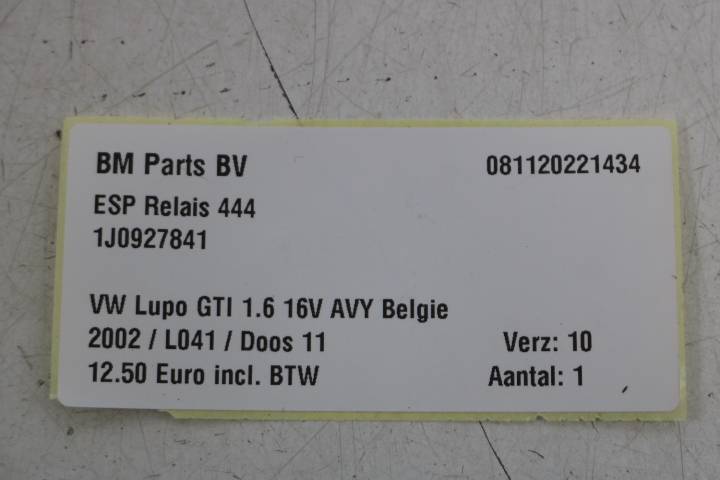 BM Parts BV 081120221434
ESP Relais 444
1J0927841
VW Lupo GTI 1.6 16V AVY Belgie
2002 / L041 / Doos 11 Verz: 10
12.50 Euro incl. BTW Aantal: 1